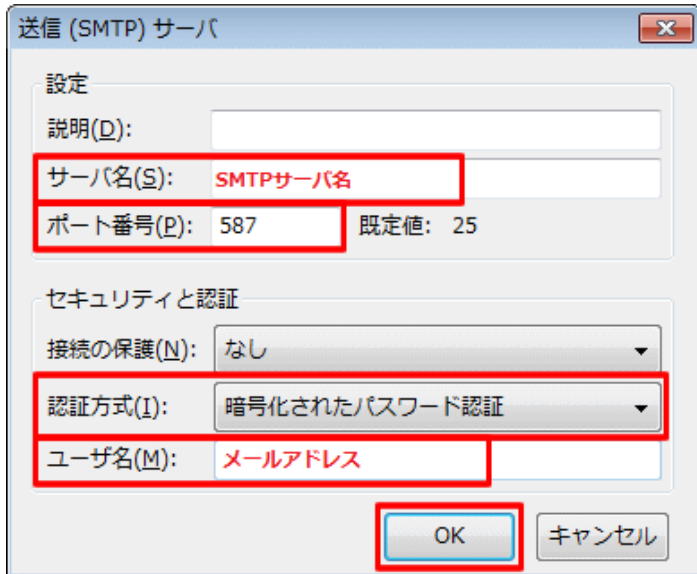 送信 (SMTP) サーバ
設定
説明(D):
サーバ名(S): SMTPサーバ名
ポート番号(P): 587 既定値: 25
セキュリティと認証
接続の保護(N): なし
認証方式(I): 暗号化されたパスワード認証
ユーザ名(M): メールアドレス
OK キャンセル